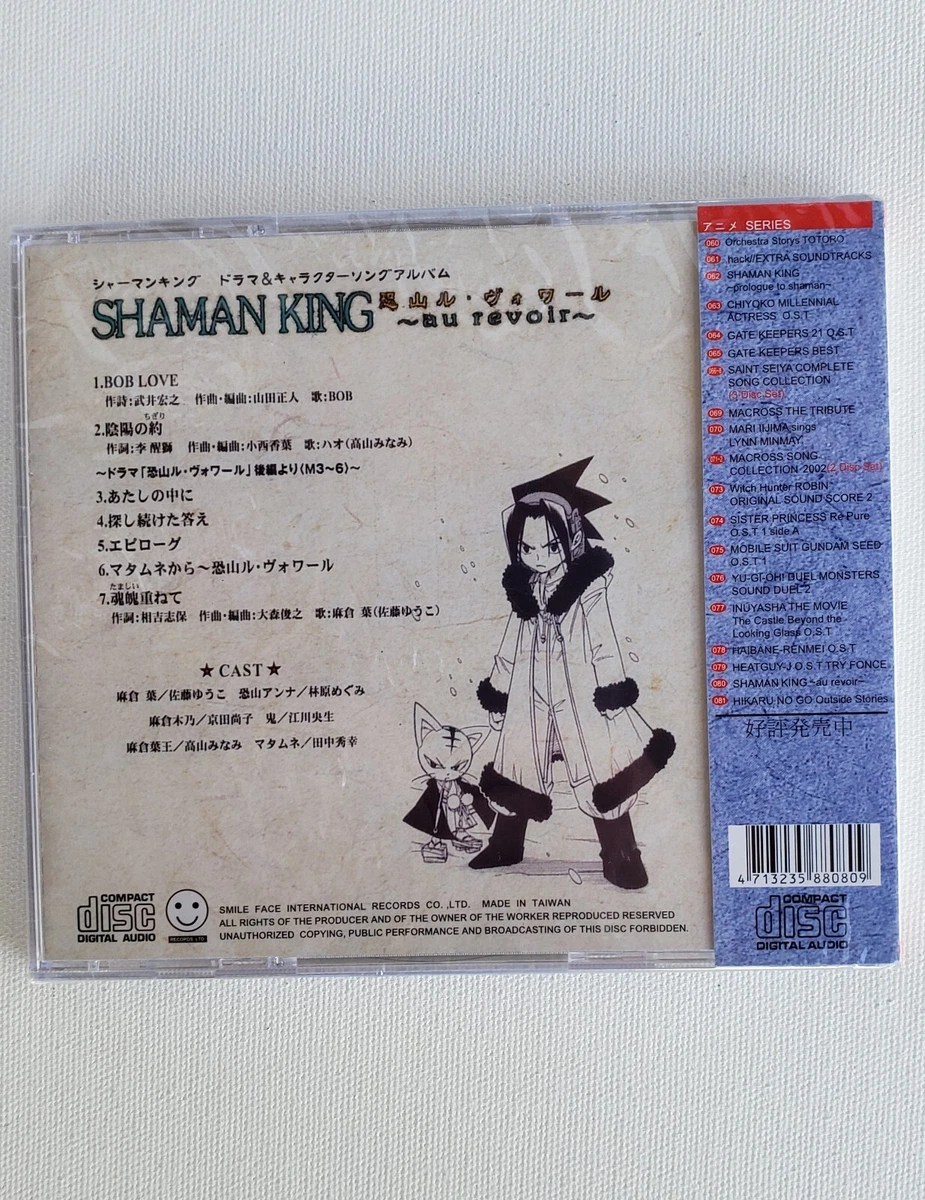 シャーマンキング ドラマ&キャラクターソングアルバム
SHAMAN KING 恐山ル・ヴォワール
～au revoir～
1.BOB LOVE
作詩:武井宏之 作曲・編曲:山田正人 歌:BOB
ちぎり
2.陰陽の約
作詞:李 醒獅 作曲・編曲:小西香葉 歌:ハオ(高山みなみ)
～ドラマ「恐山ル・ヴォワール」後編より〈M3～6〉～
3.あたしの中に
4.探し続けた答え
5.エピローグ
6.マタムネから～恐山ル・ヴォワール
たましい
7.魂魄重ねて
作詞:相吉志保 作曲・編曲:大森俊之 歌:麻倉 葉(佐藤ゆうこ)
★ CAST ★
麻倉 葉／佐藤ゆうこ 恐山アンナ／林原めぐみ
麻倉木乃／京田尚子 鬼／江川央生
麻倉葉王／高山みなみ マタムネ／田中秀幸
COMPACT
disc
DIGITAL AUDIO
RECORDS LTD
SMILE FACE INTERNATIONAL RECORDS CO.,LTD. MADE IN TAIWAN
ALL RIGHTS OF THE PRODUCER AND OF THE OWNER OF THE WORKER REPRODUCED RESERVED
UNAUTHORIZED COPYING, PUBLIC PERFORMANCE AND BROADCASTING OF THIS DISC FORBIDDEN.
アニメ SERIES
060 Orchestra Storys TOTORO
061 hack//EXTRA SOUNDTRACKS
062 SHAMAN KING
~prologue to shaman~
063 CHIYOKO MILLENNIAL
ACTRESS O.S.T
064 GATE KEEPERS 21 O.S.T
065 GATE KEEPERS BEST
066-8 SAINT SEIYA COMPLETE
SONG COLLECTION
(3 Disc Set)
069 MACROSS THE TRIBUTE
070 MARI IIJIMA sings
LYNN MINMAY
071-2 MACROSS SONG
COLLECTION 2002(2 Disc Set)
073 Witch Hunter ROBIN
ORIGINAL SOUND SCORE 2
074 SISTER PRINCESS Re Pure
O.S.T 1 side A
075 MOBILE SUIT GUNDAM SEED
O.S.T 1
076 YU-GI-OH! DUEL MONSTERS
SOUND DUEL 2
077 INUYASHA THE MOVIE
The Castle Beyond the
Looking Glass O.S.T
078 HAIBANE-RENMEI O.S.T
079 HEATGUY-J O.S.T TRY FONCE
080 SHAMAN KING ~au revoir~
081 HIKARU NO GO Outside Stories
好評発売中
4 713235 880809
COMPACT
disc
DIGITAL AUDIO